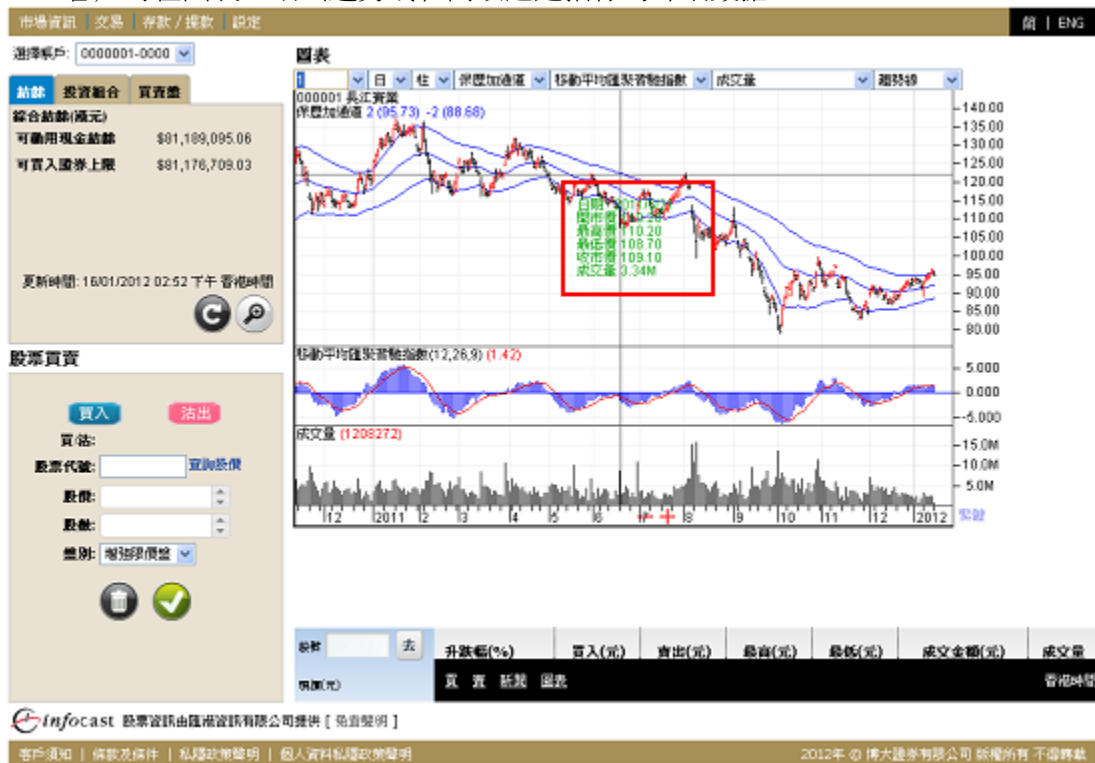 市場資訊 | 交易 | 存款 / 提款 | 設定
簡 | ENG
選擇帳戶: 0000001-0000
結餘 投資組合 買賣盤
綜合結餘(港元)
可動用現金結餘 $81,189,095.06
可買入證券上限 $81,176,709.03
更新時間: 16/01/2012 02:52 下午 香港時間
股票買賣
買入 沽出
買/沽:
股票代號: 查詢股價
股價:
股數:
盤別: 增強限價盤
圖表
1 日 柱 保歷加通道 移動平均匯聚背馳指數 成交量 趨勢線
000001 長江實業
保歷加通道 2 (95.73) -2 (88.68)
140.00
135.00
130.00
125.00
120.00
115.00
110.00
105.00
100.00
95.00
90.00
85.00
80.00
日期
開市價
最高價 110.20
最低價 108.70
收市價 109.10
成交量 3.34M
移動平均匯聚背馳指數(12,26,9) (1.42)
5.000
0.000
-5.000
成交量 (1208272)
15.0M
10.0M
5.0M
12 2011 2 3 4 5 6 7 8 9 10 11 12 2012
股數 去 升跌幅(%) 買入(元) 賣出(元) 最高(元) 最低(元) 成交金額(元) 成交量
現價(元) 買 賣 新聞 圖表 香港時間
infocast 股票資訊由匯港資訊有限公司提供 [ 免責聲明 ]
客戶須知 | 條款及條件 | 私隱政策聲明 | 個人資料私隱政策聲明
2012年 © 博大證券有限公司 版權所有 不得轉載